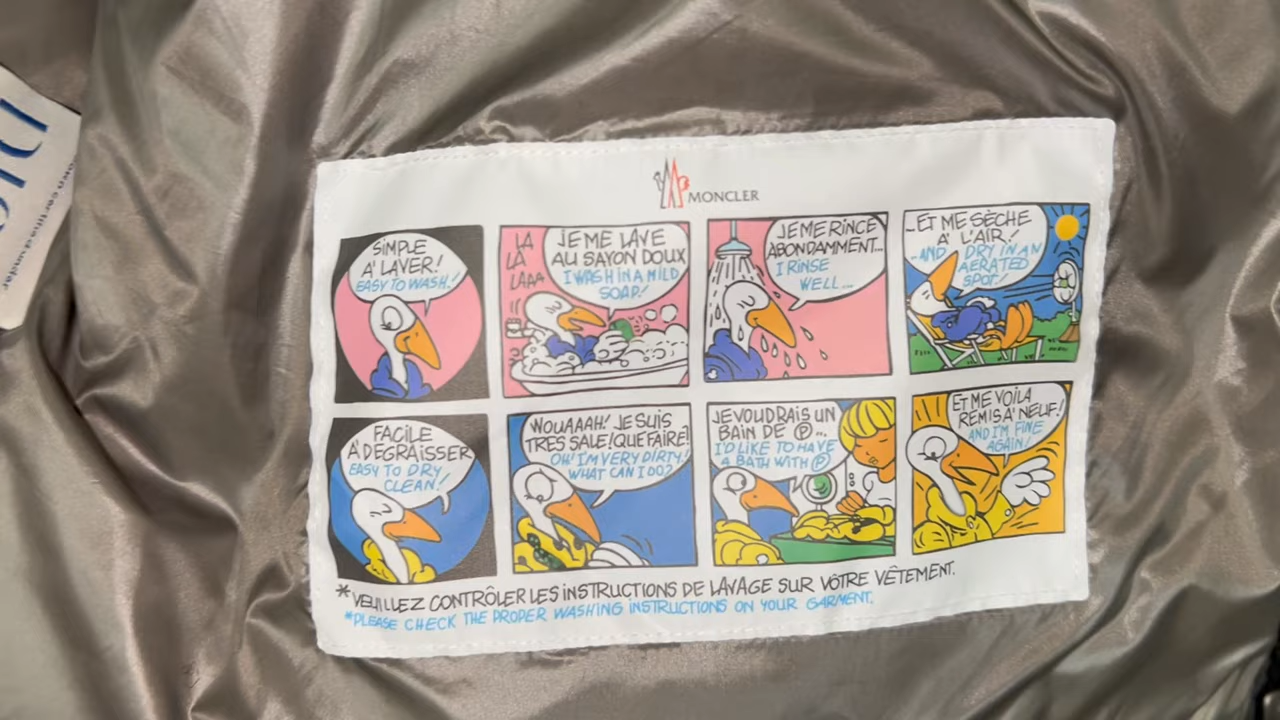 MONCLER
SIMPLE
A' LAVER!
EASY TO WASH!
LA
LÀ
LAAA
JE ME LAVE
AU SAVON DOUX
I WASH IN A MILD
SOAP!
JE ME RINCE
ABONDAMMENT...
I RINSE
WELL...
...ET ME SÈCHE
A' L'AIR!
...AND DRY IN AN
AERATED
SPOT!
FACILE
A' DEGRAISSER
EASY TO DRY
CLEAN!
WOUAAAH! JE SUIS
TRES SALE! QUE FAIRE!
OH! I'M VERY DIRTY!
WHAT CAN I DO?
JE VOUDRAIS UN
BAIN DE Ⓟ...
I'D LIKE TO HAVE
A BATH WITH Ⓟ
ET ME VOILA
REMIS A' NEUF!
AND I'M FINE
AGAIN!
*VEUILLEZ CONTRÔLER LES INSTRUCTIONS DE LAVAGE SUR VÔTRE VÊTEMENT.
*PLEASE CHECK THE PROPER WASHING INSTRUCTIONS ON YOUR GARMENT.